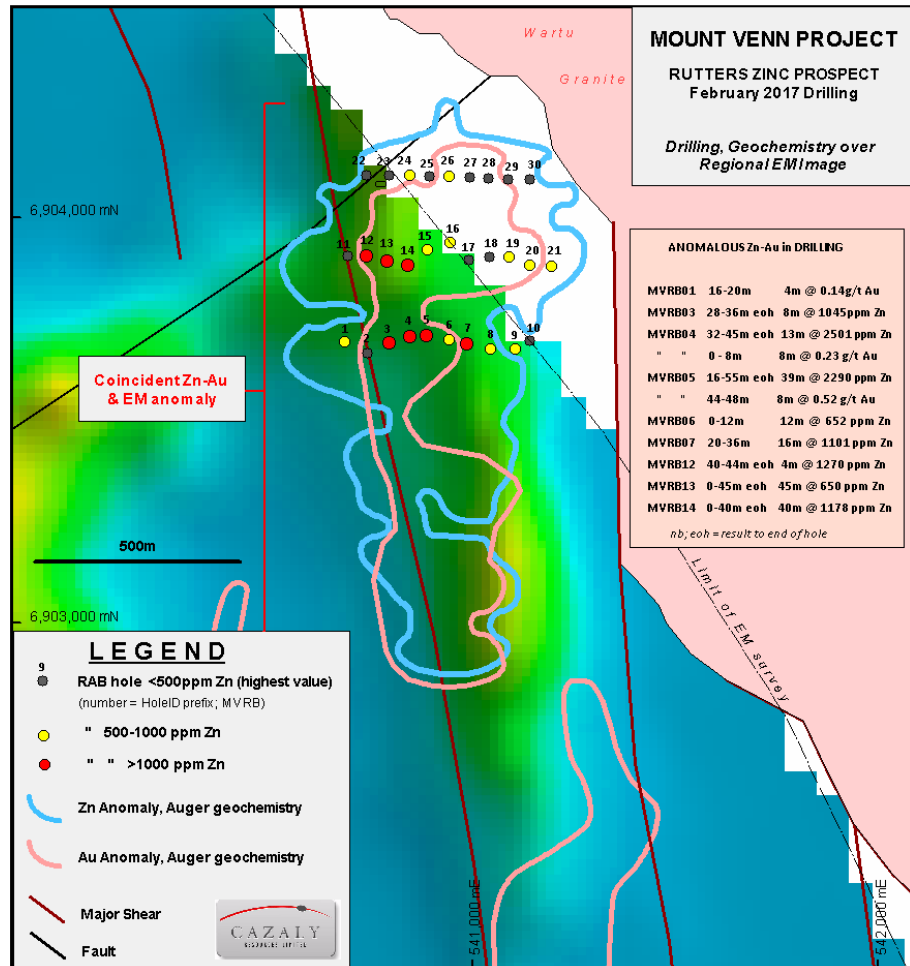 Wartu
Granite
MOUNT VENN PROJECT
RUTTERS ZINC PROSPECT
February 2017 Drilling
Drilling, Geochemistry over
Regional EM Image
22 23 24 25 26 27 28 29 30
6,904,000 mN
11 12 13 14 15 16 17 18 19 20 21
1 2 3 4 5 6 7 8 9 10
Coincident Zn-Au
& EM anomaly
ANOMALOUS Zn-Au in DRILLING
MVRB01 16-20m 4m @ 0.14g/t Au
MVRB03 28-36m eoh 8m @ 1045ppm Zn
MVRB04 32-45m eoh 13m @ 2501 ppm Zn
" " 0 - 8m 8m @ 0.23 g/t Au
MVRB05 16-55m eoh 39m @ 2290 ppm Zn
" " 44-48m 8m @ 0.52 g/t Au
MVRB06 0-12m 12m @ 652 ppm Zn
MVRB07 20-36m 16m @ 1101 ppm Zn
MVRB12 40-44m eoh 4m @ 1270 ppm Zn
MVRB13 0-45m eoh 45m @ 650 ppm Zn
MVRB14 0-40m eoh 40m @ 1178 ppm Zn
nb; eoh = result to end of hole
500m
Limit of EM survey
6,903,000 mN
LEGEND
9
RAB hole <500ppm Zn (highest value)
(number = HoleID prefix; MVRB)
" 500-1000 ppm Zn
" " >1000 ppm Zn
Zn Anomaly, Auger geochemistry
Au Anomaly, Auger geochemistry
Major Shear
Fault
CAZALY
RESOURCES LIMITED
541,000 mE
542,000 mE